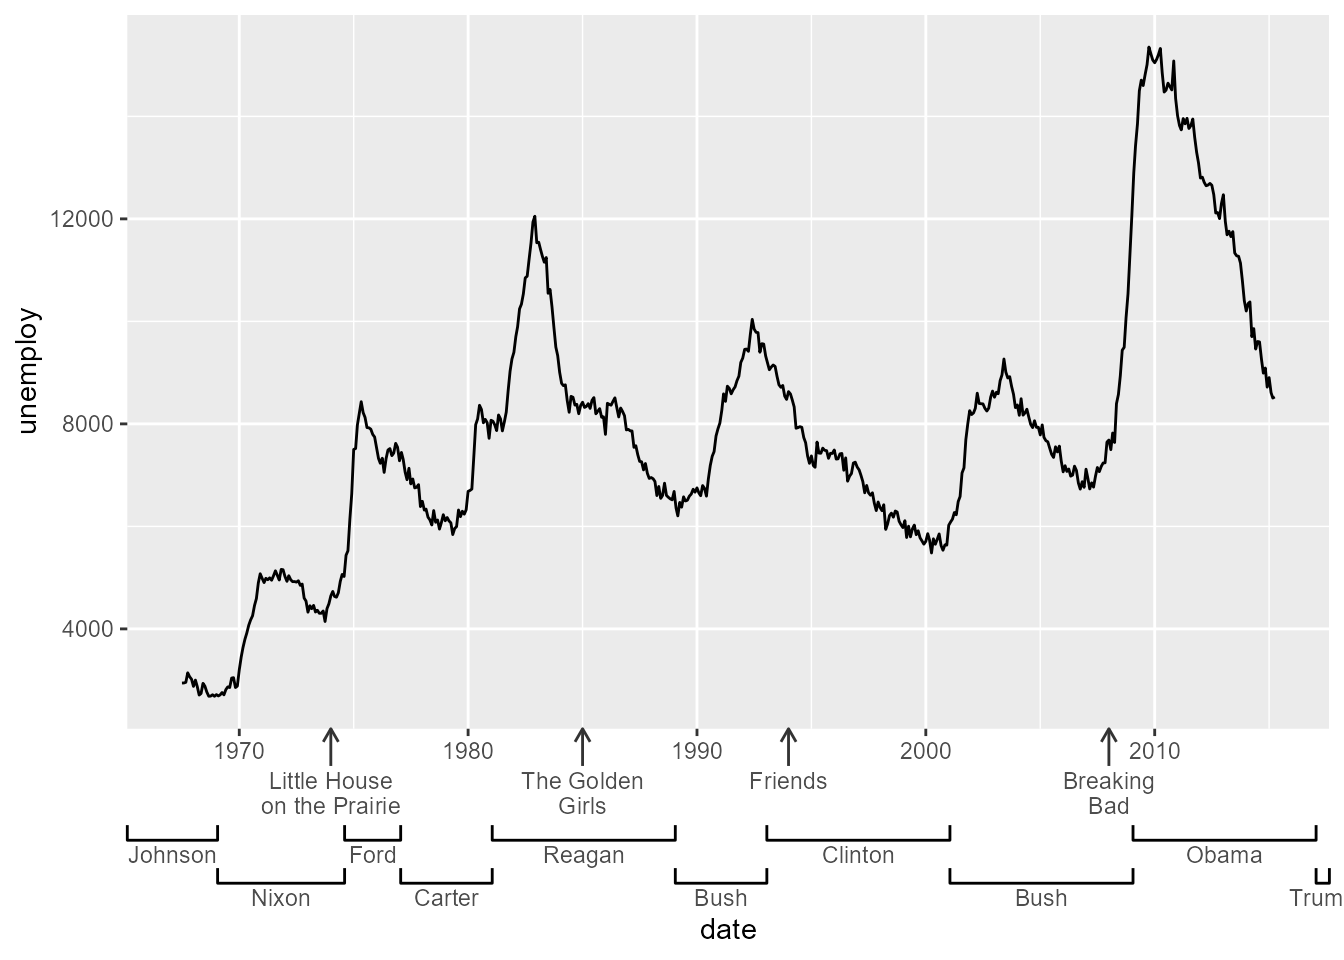 unemploy
12000
8000
4000
1970 1980 1990 2000 2010
Little House The Golden Friends Breaking
on the Prairie Girls Bad
Johnson Ford Reagan Clinton Obama
Nixon Carter Bush Bush Trum
date